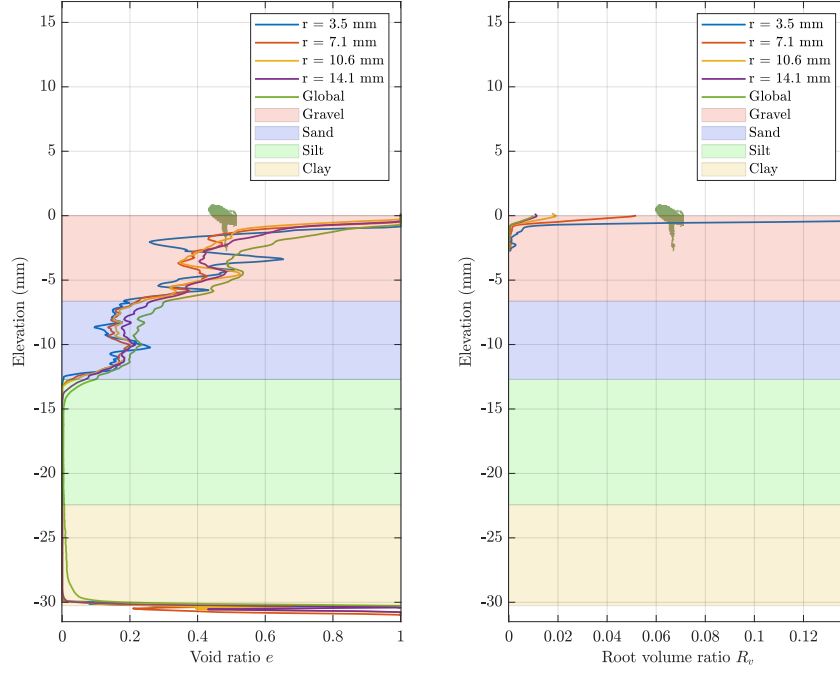 15
10
5
0
-5
-10
-15
-20
-25
-30
Elevation (mm)
0
0.2
0.4
0.6
0.8
1
Void ratio e
r = 3.5 mm
r = 7.1 mm
r = 10.6 mm
r = 14.1 mm
Global
Gravel
Sand
Silt
Clay
15
10
5
0
-5
-10
-15
-20
-25
-30
Elevation (mm)
0
0.02
0.04
0.06
0.08
0.1
0.12
Root volume ratio Rv
r = 3.5 mm
r = 7.1 mm
r = 10.6 mm
r = 14.1 mm
Global
Gravel
Sand
Silt
Clay